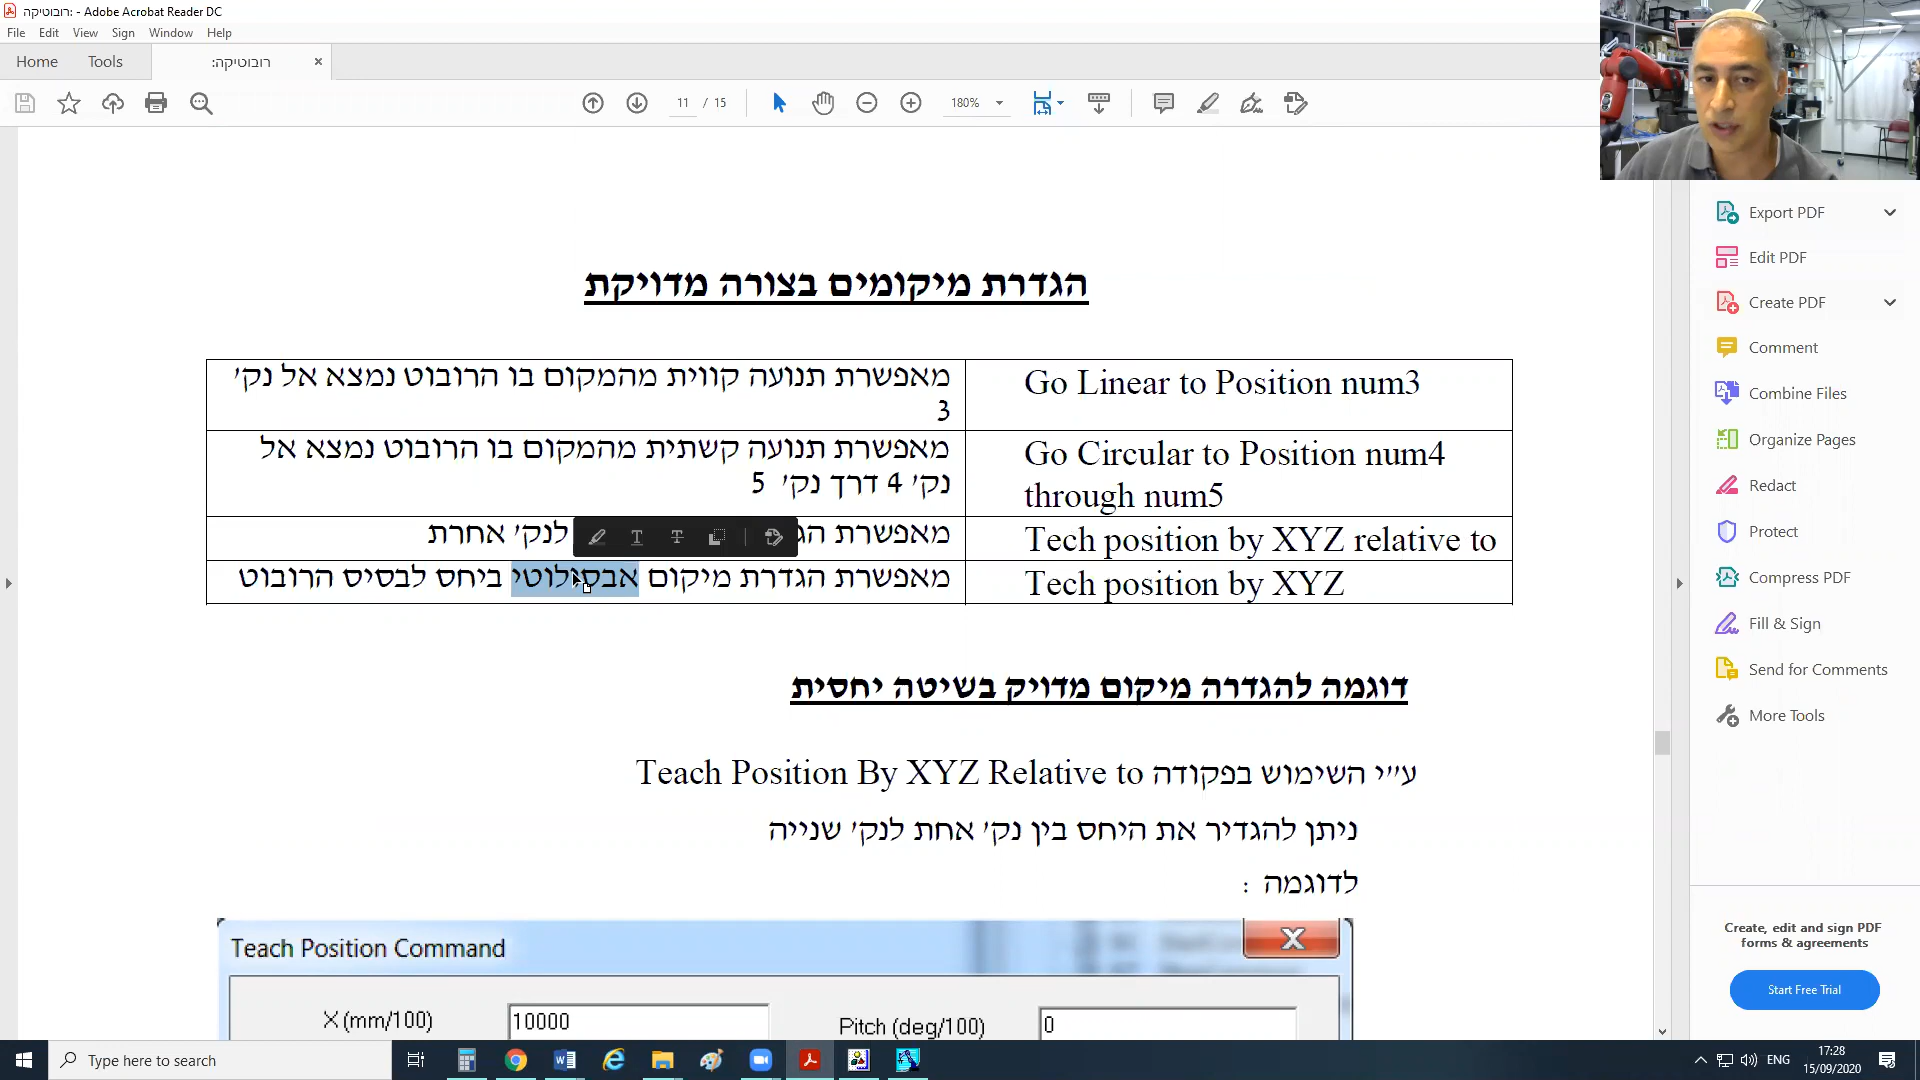 רובוטיקה: - Adobe Acrobat Reader DC
File Edit View Sign Window Help
Home Tools רובוטיקה: ×
11 / 15 180%
Export PDF
Edit PDF
Create PDF
Comment
Combine Files
Organize Pages
Redact
Protect
Compress PDF
Fill & Sign
Send for Comments
More Tools
Create, edit and sign PDF
forms & agreements
Start Free Trial
הגדרת מיקומים בצורה מדויקת
Go Linear to Position num3
מאפשרת תנועה קווית מהמקום בו הרובוט נמצא אל נק'
3
Go Circular to Position num4
through num5
מאפשרת תנועה קשתית מהמקום בו הרובוט נמצא אל
נק' 4 דרך נק' 5
Tech position by XYZ relative to
מאפשרת לנק' אחרת
Tech position by XYZ
מאפשרת הגדרת מיקום אבסולוטי ביחס לבסיס הרובוט
דוגמה להגדרה מיקום מדויק בשיטה יחסית
ע"י השימוש בפקודה Teach Position By XYZ Relative to
ניתן להגדיר את היחס בין נק' אחת לנק' שנייה
לדוגמה :
Teach Position Command
X (mm/100) 10000 Pitch (deg/100) 0
Type here to search
ENG
17:28
15/09/2020